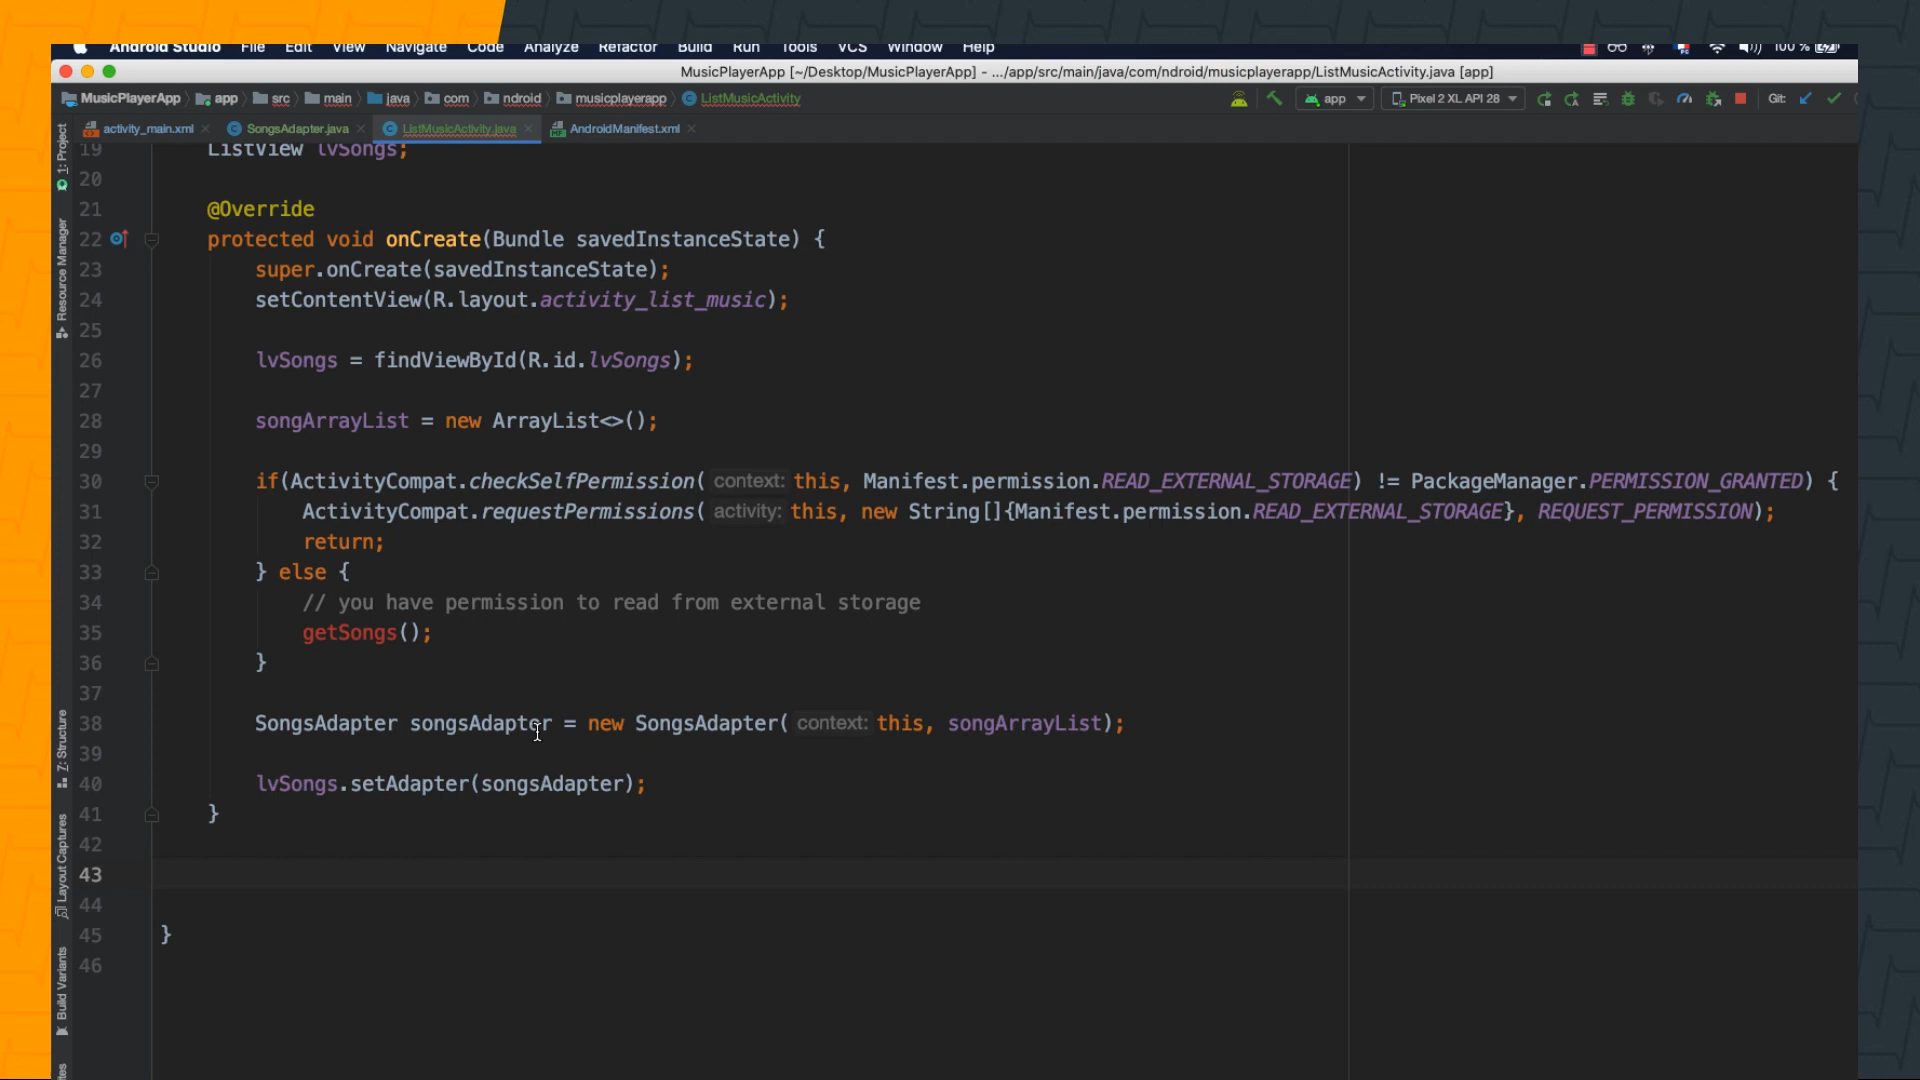 Android Studio File Edit View Navigate Code Analyze Refactor Build Run Tools VCS Window Help 100 %
MusicPlayerApp [~/Desktop/MusicPlayerApp] - .../app/src/main/java/com/ndroid/musicplayerapp/ListMusicActivity.java [app]
MusicPlayerApp app src main java com ndroid musicplayerapp ListMusicActivity app Pixel 2 XL API 28 Git:
activity_main.xml SongsAdapter.java ListMusicActivity.java AndroidManifest.xml
1: Project
Resource Manager
7: Structure
Layout Captures
Build Variants
19 ListView lvSongs;
20
21 @Override
22 protected void onCreate(Bundle savedInstanceState) {
23 super.onCreate(savedInstanceState);
24 setContentView(R.layout.activity_list_music);
25
26 lvSongs = findViewById(R.id.lvSongs);
27
28 songArrayList = new ArrayList<>();
29
30 if(ActivityCompat.checkSelfPermission( context: this, Manifest.permission.READ_EXTERNAL_STORAGE) != PackageManager.PERMISSION_GRANTED) {
31 ActivityCompat.requestPermissions( activity: this, new String[]{Manifest.permission.READ_EXTERNAL_STORAGE}, REQUEST_PERMISSION);
32 return;
33 } else {
34 // you have permission to read from external storage
35 getSongs();
36 }
37
38 SongsAdapter songsAdapter = new SongsAdapter( context: this, songArrayList);
39
40 lvSongs.setAdapter(songsAdapter);
41 }
42
43
44
45 }
46